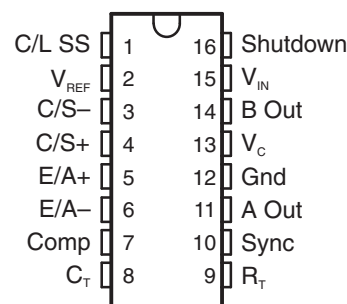 C/L SS 1 16 Shutdown
VREF 2 15 VIN
C/S– 3 14 B Out
C/S+ 4 13 VC
E/A+ 5 12 Gnd
E/A– 6 11 A Out
Comp 7 10 Sync
CT 8 9 RT